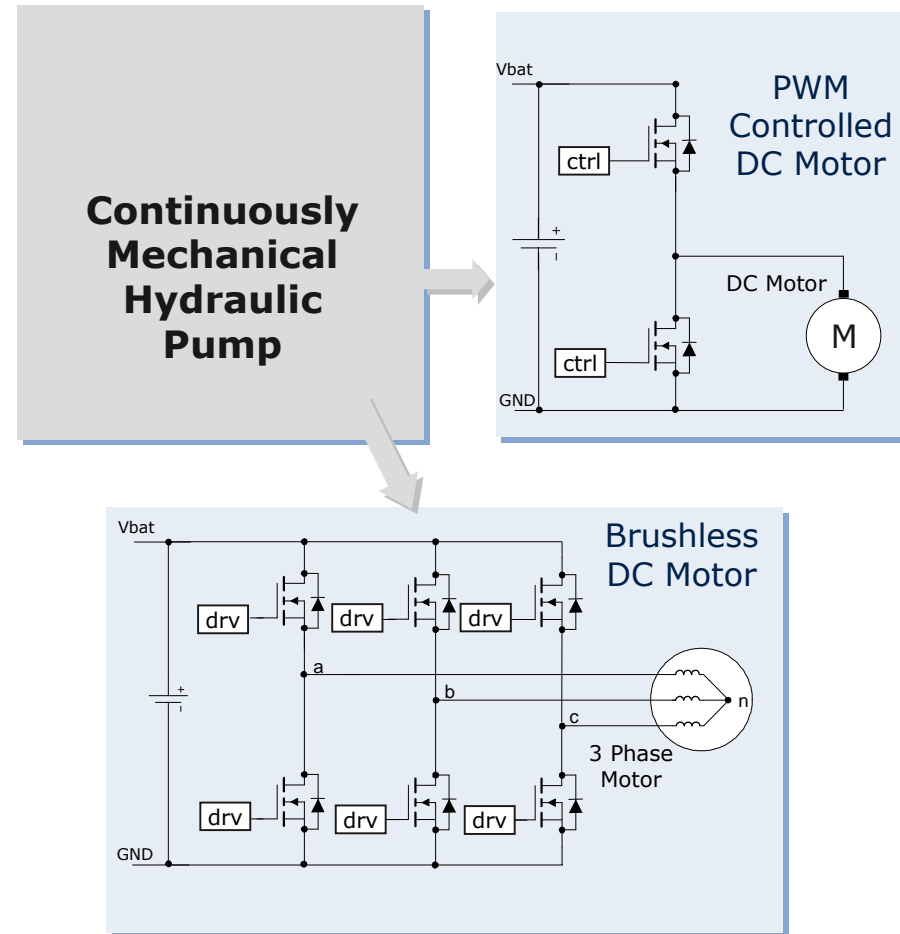 Continuously
Mechanical
Hydraulic
Pump
Vbat
PWM
Controlled
DC Motor
ctrl
+
DC Motor
M
ctrl
GND
Vbat
Brushless
DC Motor
drv drv drv
a
+
b
n
c
3 Phase
Motor
drv drv drv
GND